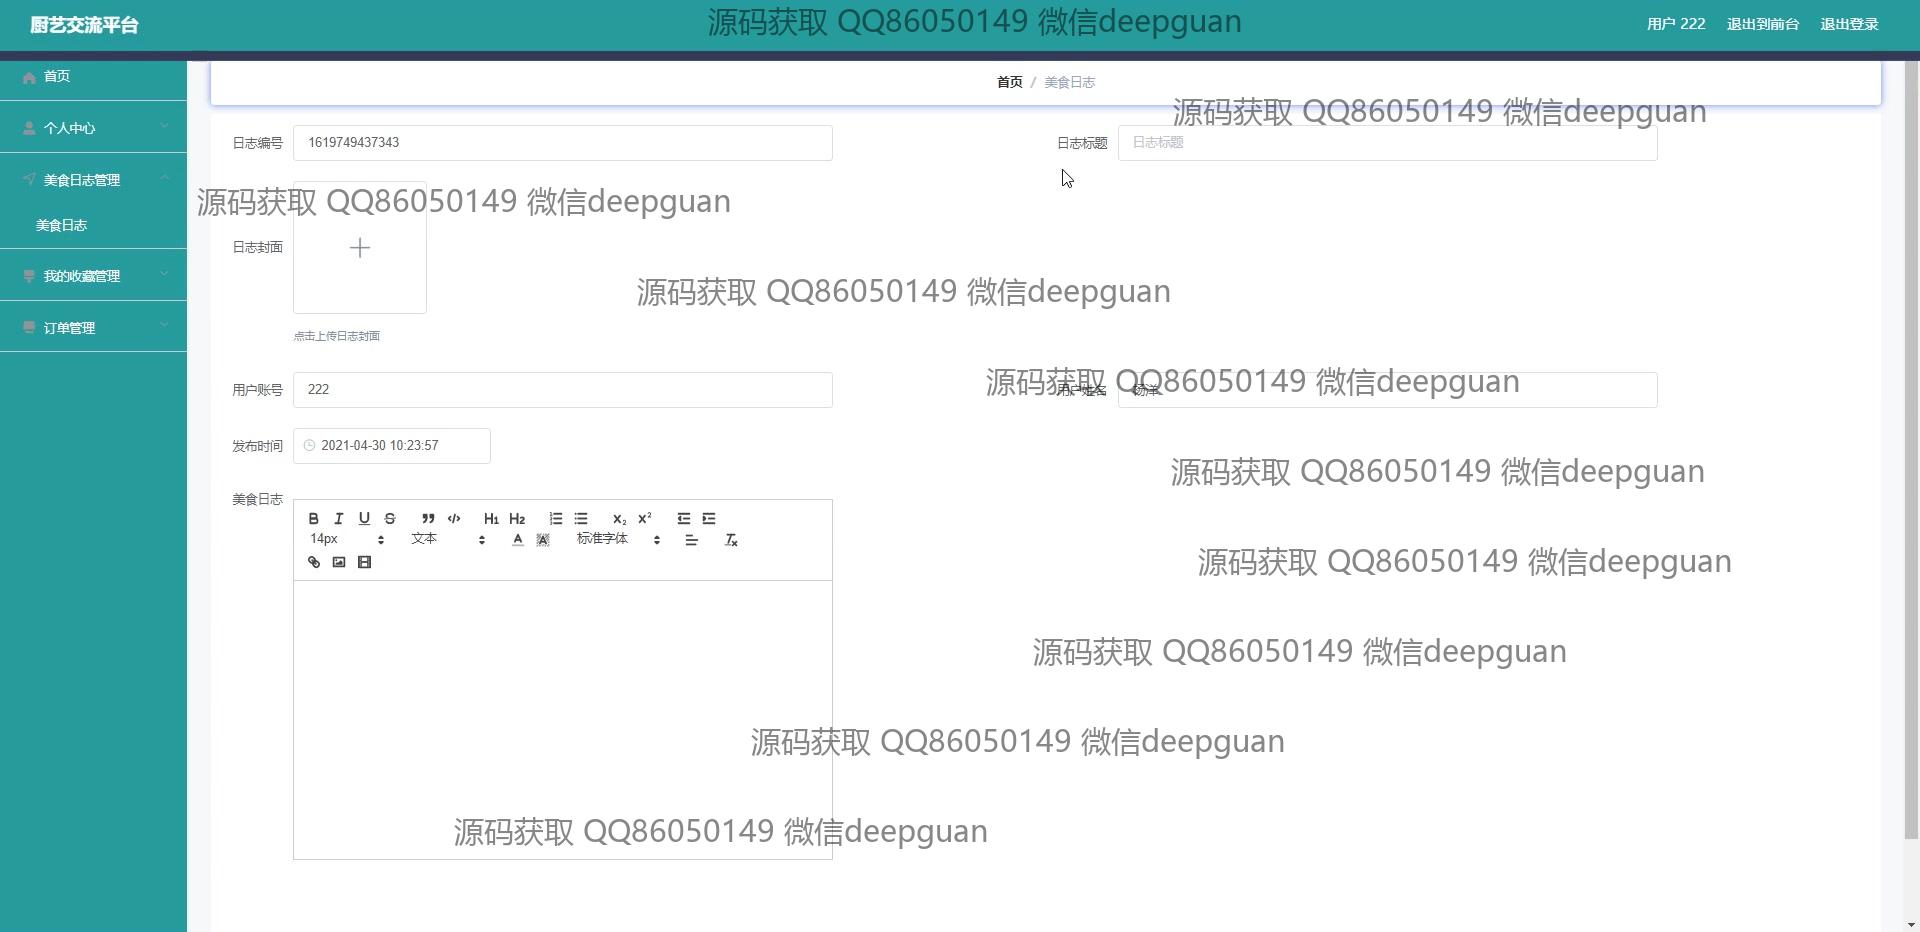 厨艺交流平台
源码获取 QQ86050149 微信deepguan
用户 222 退出到前台 退出登录
首页
个人中心
美食日志管理
美食日志
我的收藏管理
订单管理
首页 / 美食日志
源码获取 QQ86050149 微信deepguan
日志编号 1619749437343
日志标题 日志标题
源码获取 QQ86050149 微信deepguan
日志封面
源码获取 QQ86050149 微信deepguan
点击上传日志封面
源码获取 QQ86050149 微信deepguan
用户账号 222
用户姓名 杨洋
发布时间 2021-04-30 10:23:57
源码获取 QQ86050149 微信deepguan
美食日志
B I U S H1 H2 X2 X2
14px 文本 A A 标准字体 Tx
源码获取 QQ86050149 微信deepguan
源码获取 QQ86050149 微信deepguan
源码获取 QQ86050149 微信deepguan
源码获取 QQ86050149 微信deepguan